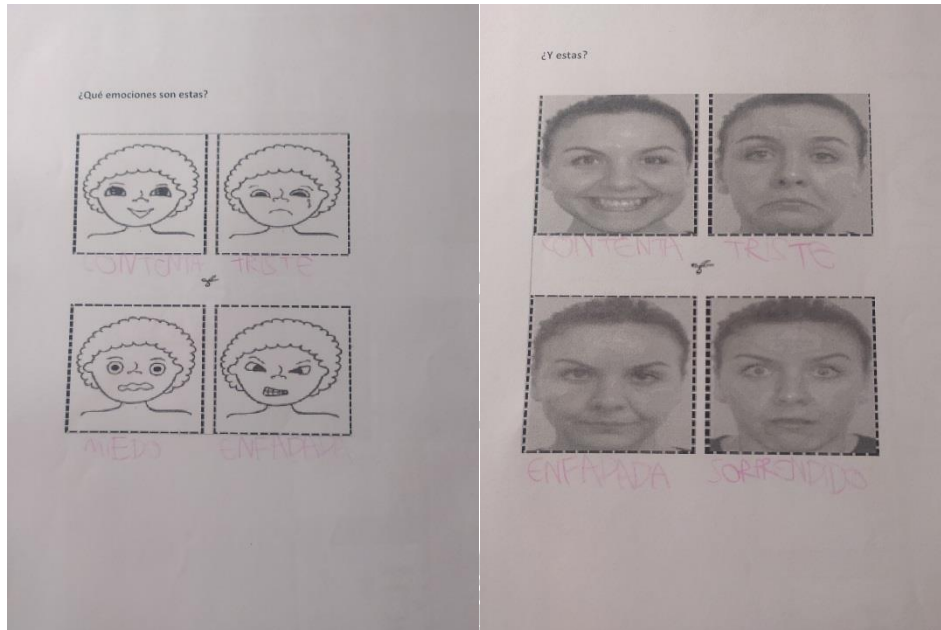 ¿Qué emociones son estas?
CONTENTA TRISTE
MIEDO ENFADADA
¿Y estas?
CONTENTA TRISTE
ENFADADA SORPRENDIDO